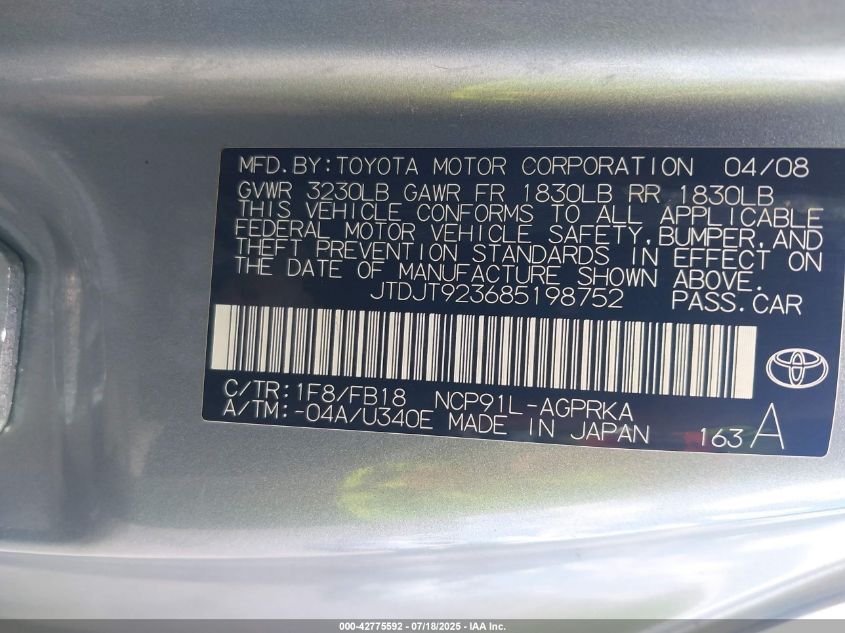 MFD.BY:TOYOTA MOTOR CORPORATION 04/08
GVWR 3230LB GAWR FR 1830LB RR 1830LB
THIS VEHICLE CONFORMS TO ALL APPLICABLE
FEDERAL MOTOR VEHICLE SAFETY,BUMPER,AND
THEFT PREVENTION STANDARDS IN EFFECT ON
THE DATE OF MANUFACTURE SHOWN ABOVE.
JTDJT923685198752 PASS.CAR
C/TR:1F8/FB18 NCP91L-AGPRKA
A/TM:-04A/U340E MADE IN JAPAN 163 A
000-42775592 - 07/18/2025 - IAA Inc.